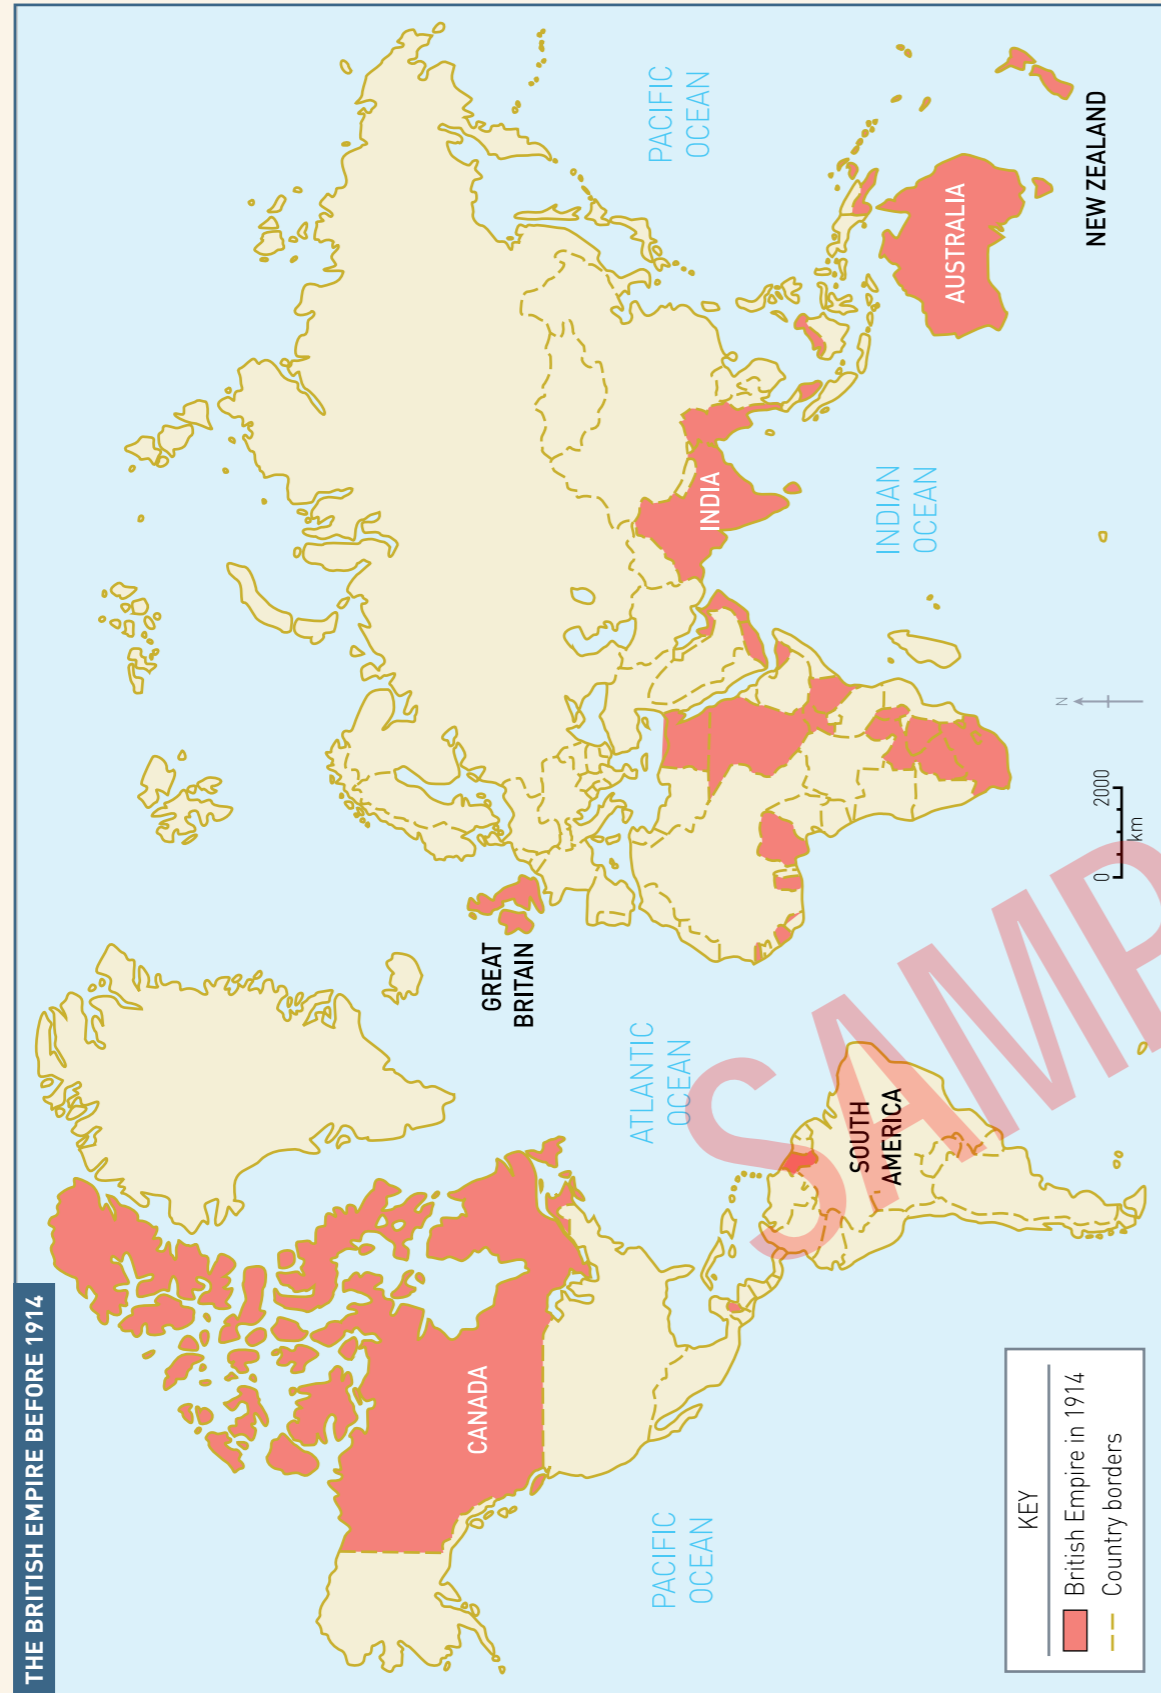 THE BRITISH EMPIRE BEFORE 1914
CANADA
GREAT
BRITAIN
ATLANTIC
OCEAN
PACIFIC
OCEAN
SOUTH
AMERICA
INDIA
INDIAN
OCEAN
PACIFIC
OCEAN
AUSTRALIA
NEW ZEALAND
N
0 2000
km
KEY
British Empire in 1914
Country borders
SAMP